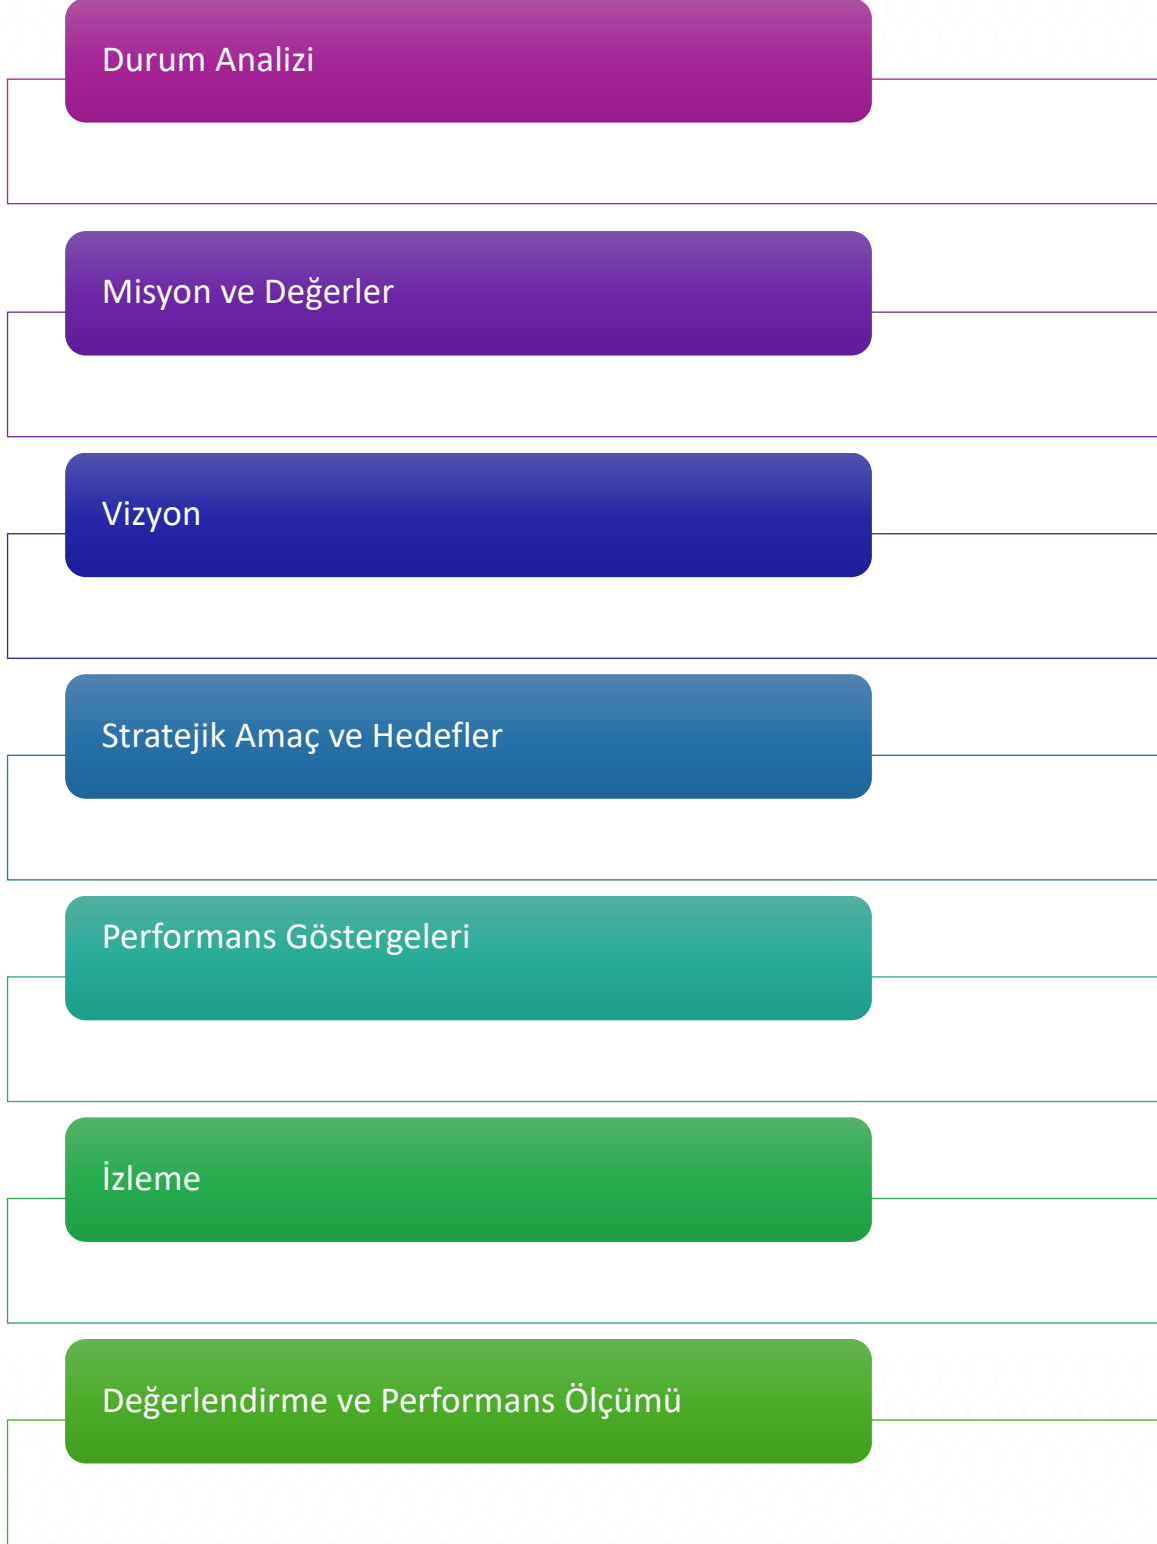 Durum Analizi
Misyon ve Değerler
Vizyon
Stratejik Amaç ve Hedefler
Performans Göstergeleri
İzleme
Değerlendirme ve Performans Ölçümü